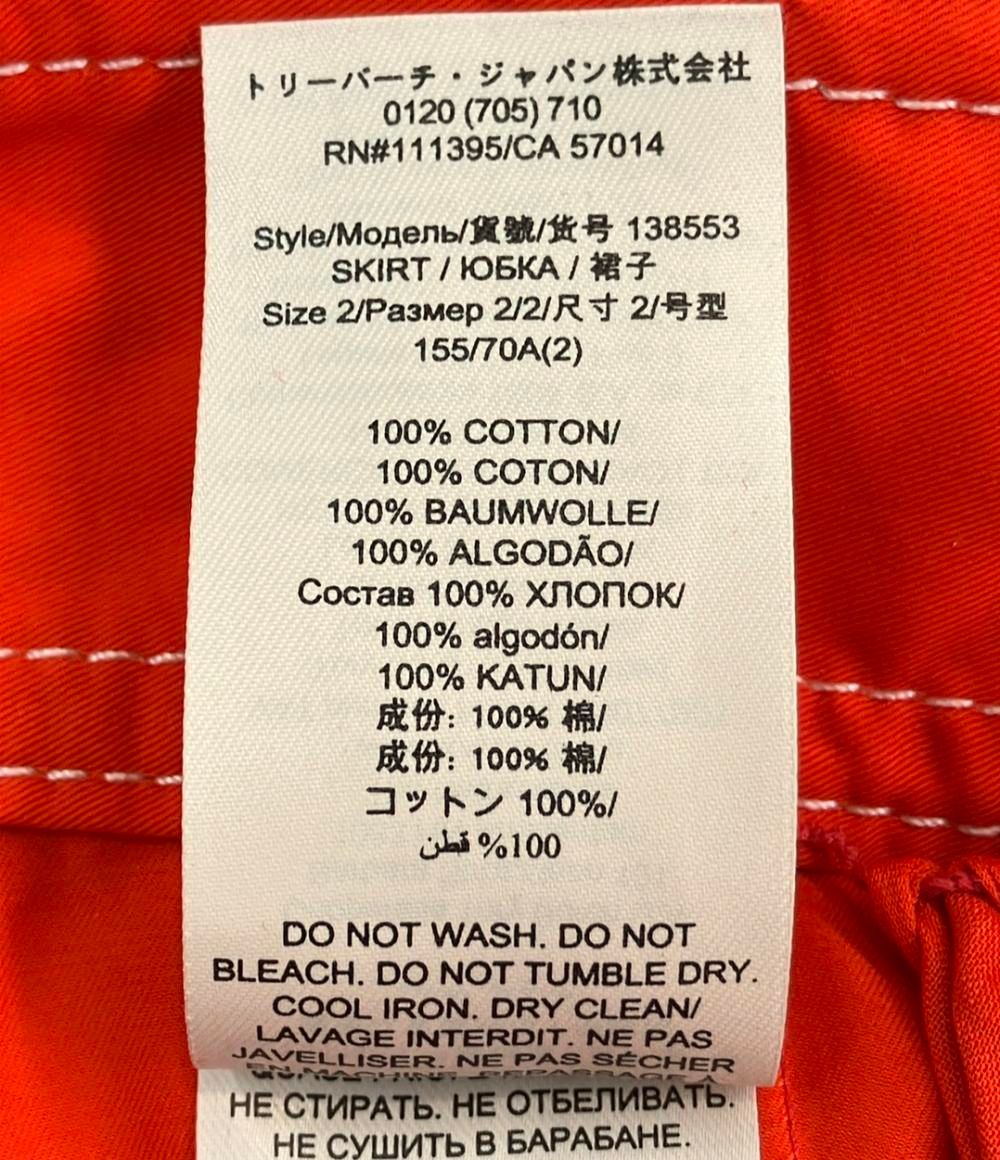 トリーバーチ・ジャパン株式会社
0120 (705) 710
RN#111395/CA 57014
Style/Модель/貨號/货号 138553
SKIRT / ЮБКА / 裙子
Size 2/Размер 2/2/尺寸 2/号型
155/70A(2)
100% COTTON/
100% COTON/
100% BAUMWOLLE/
100% ALGODÃO/
Состав 100% ХЛОПОК/
100% algodón/
100% KATUN/
成份: 100% 棉/
成份: 100% 棉/
コットン 100%/
100% قطن
DO NOT WASH. DO NOT
BLEACH. DO NOT TUMBLE DRY.
COOL IRON. DRY CLEAN/
LAVAGE INTERDIT. NE PAS
JAVELLISER. NE PAS SÉCHER
EN MACHINE. REPASSAGE À
НЕ СТИРАТЬ. НЕ ОТБЕЛИВАТЬ.
НЕ СУШИТЬ В БАРАБАНЕ.